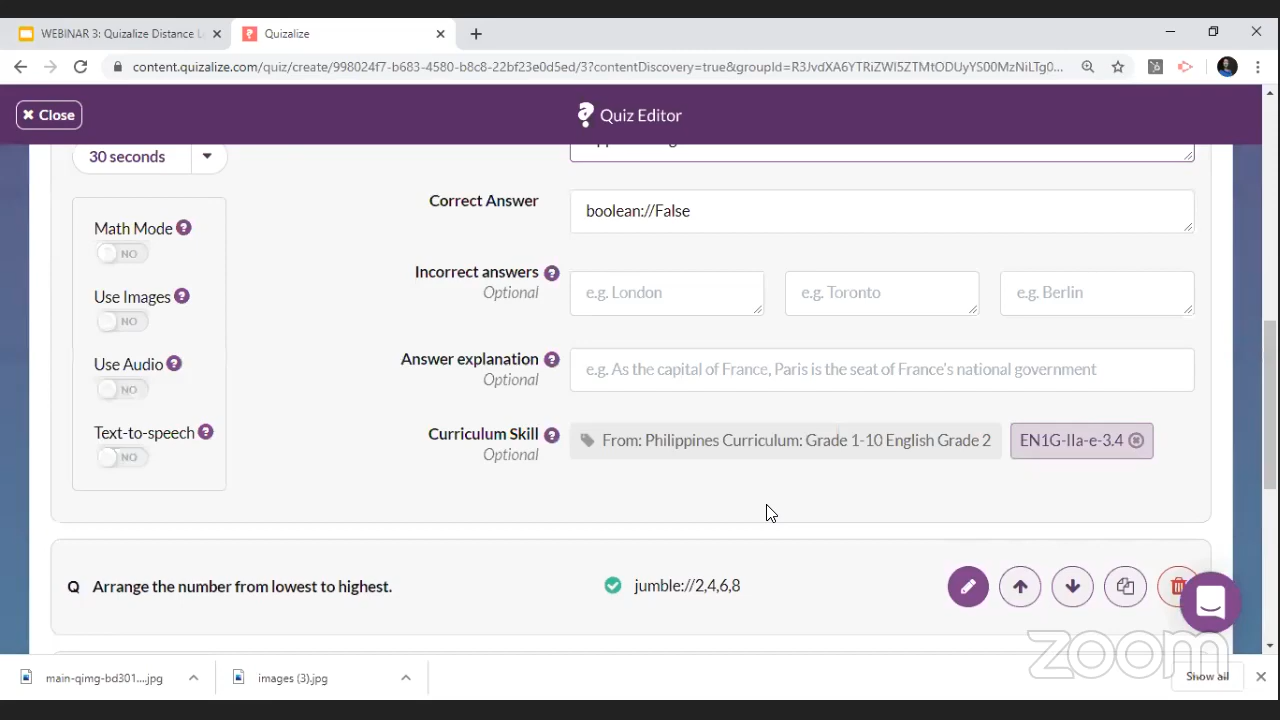 WEBINAR 3: Quizalize Distance L
Quizalize
content.quizalize.com/quiz/create/998024f7-b683-4580-b8c8-22bf23e0d5ed/3?contentDiscovery=true&groupId=R3JvdXA6YTRiZWI5ZTMtODUyYS00MzNiLTg0...
Close
Quiz Editor
30 seconds
Correct Answer
boolean://False
Math Mode ?
NO
Incorrect answers ?
Optional
e.g. London
e.g. Toronto
e.g. Berlin
Use Images ?
NO
Answer explanation ?
Optional
e.g. As the capital of France, Paris is the seat of France's national government
Use Audio ?
NO
Curriculum Skill ?
Optional
From: Philippines Curriculum: Grade 1-10 English Grade 2
EN1G-IIa-e-3.4
Text-to-speech ?
NO
Q Arrange the number from lowest to highest.
jumble://2,4,6,8
zoom
main-qimg-bd301....jpg
images (3).jpg
Show all